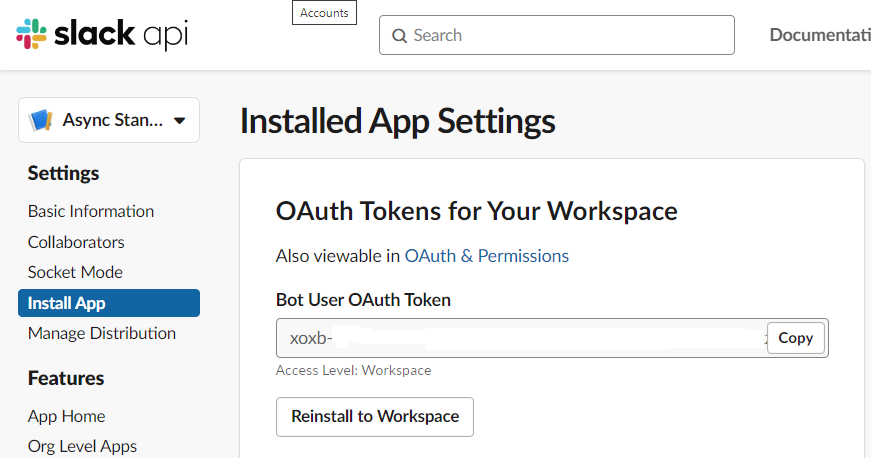 Accounts
slack api
Search
Documentati
Async Stan...
Installed App Settings
Settings
Basic Information
Collaborators
Socket Mode
Install App
Manage Distribution
Features
App Home
Org Level Apps
OAuth Tokens for Your Workspace
Also viewable in OAuth & Permissions
Bot User OAuth Token
xoxb-
Copy
Access Level: Workspace
Reinstall to Workspace